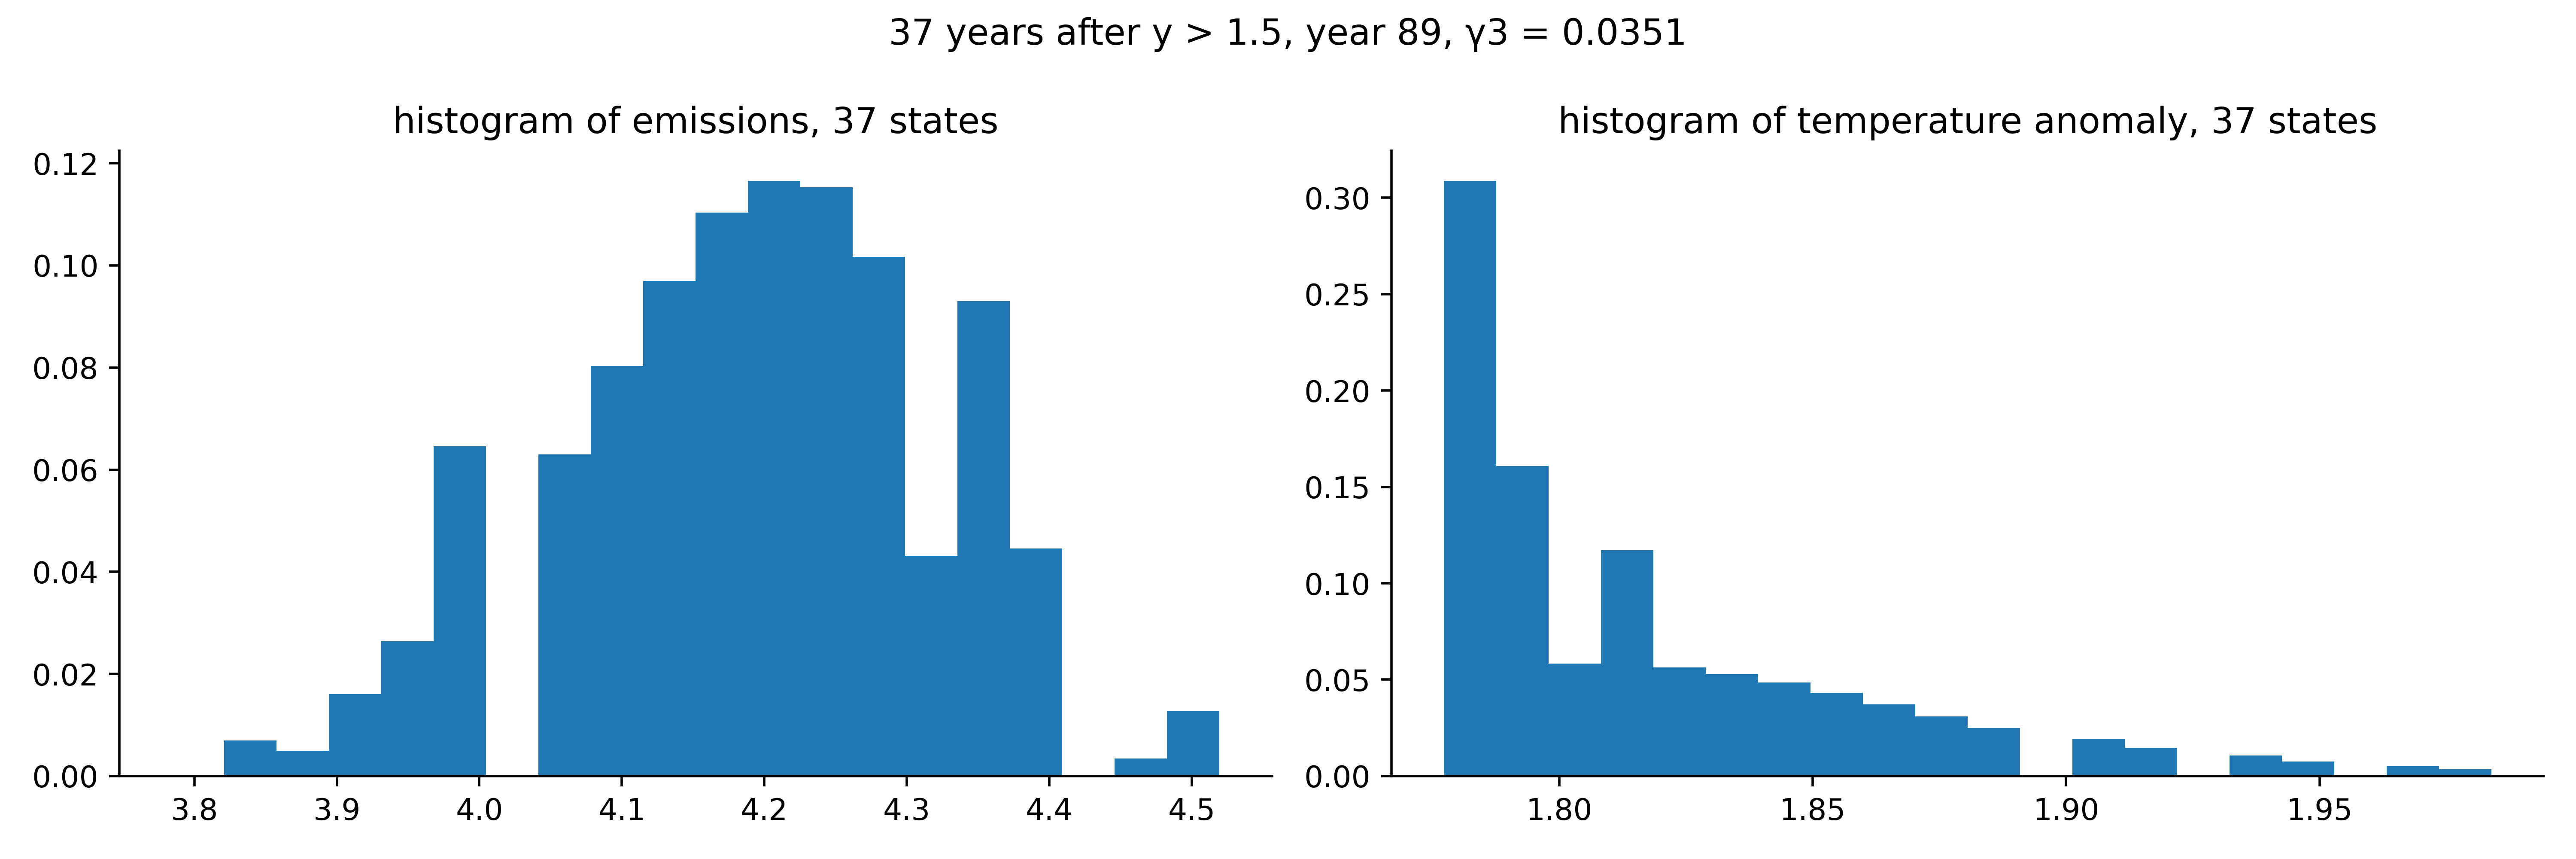 37 years after y > 1.5, year 89, γ3 = 0.0351
histogram of emissions, 37 states
0.12
0.10
0.08
0.06
0.04
0.02
0.00
3.8 3.9 4.0 4.1 4.2 4.3 4.4 4.5
histogram of temperature anomaly, 37 states
0.30
0.25
0.20
0.15
0.10
0.05
0.00
1.80 1.85 1.90 1.95